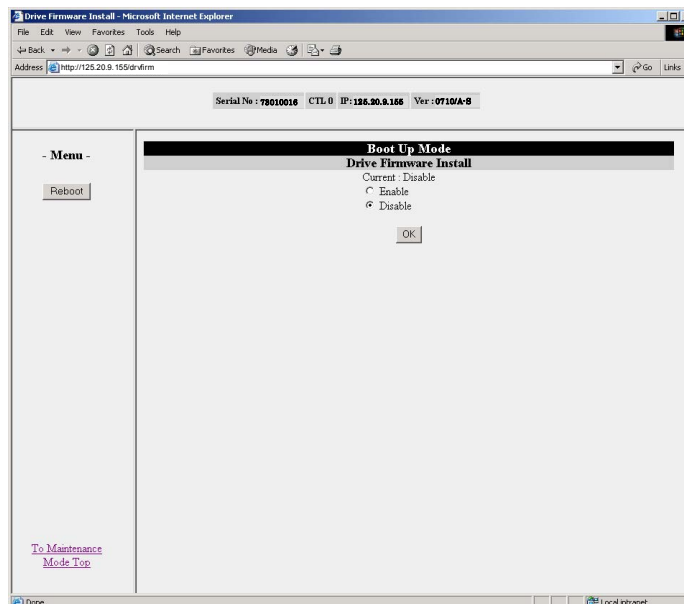 Drive Firmware Install - Microsoft Internet Explorer
File Edit View Favorites Tools Help
Back Search Favorites Media
Address http://125.20.9.155/drvfirm Go Links
Serial No : 73010016 CTL 0 IP : 125.20.9.155 Ver : 0710/A-S
- Menu -
Reboot
Boot Up Mode
Drive Firmware Install
Current : Disable
Enable
Disable
OK
To Maintenance
Mode Top
Done Local intranet